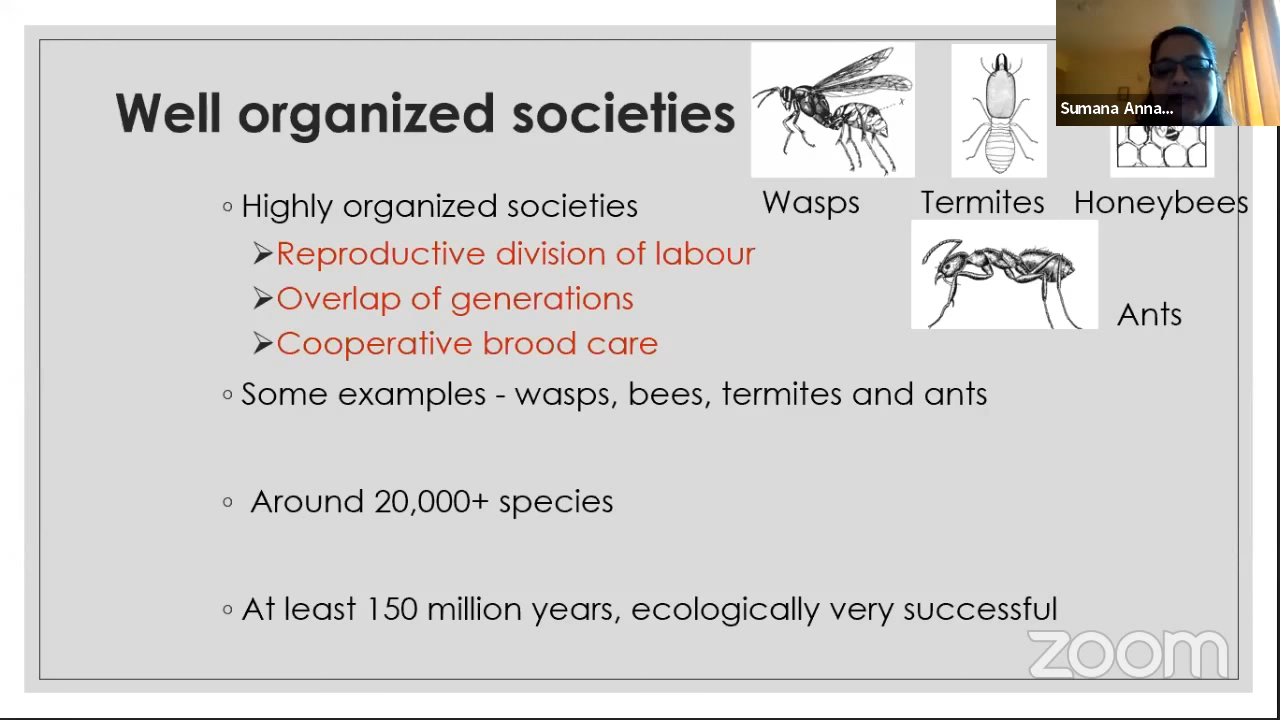 Well organized societies
Sumana Anna...
Wasps
Termites
Honeybees
Ants
◦ Highly organized societies
➢Reproductive division of labour
➢Overlap of generations
➢Cooperative brood care
◦ Some examples - wasps, bees, termites and ants
◦ Around 20,000+ species
◦ At least 150 million years, ecologically very successful
zoom